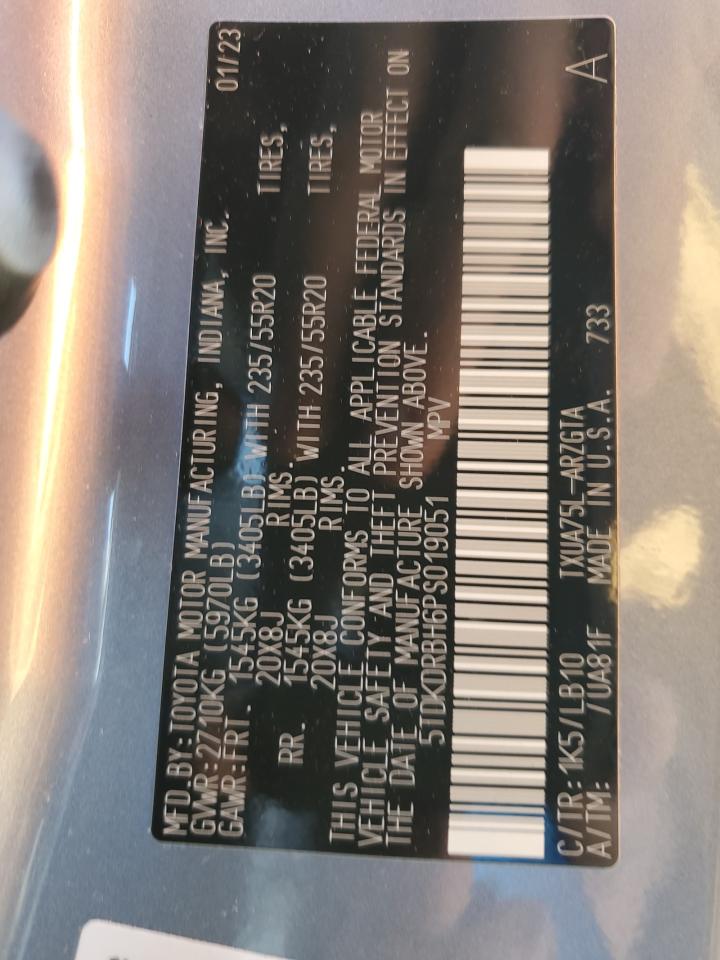 MFD.BY:TOYOTA MOTOR MANUFACTURING, INDIANA, INC. 01/23
GVWR:2710KG (5970LB)
GAWR:FRT. 1545KG (3405LB) WITH 235/55R20 TIRES,
20X8J RIMS.
RR. 1545KG (3405LB) WITH 235/55R20 TIRES,
20X8J RIMS.
THIS VEHICLE CONFORMS TO ALL APPLICABLE FEDERAL MOTOR
VEHICLE SAFETY AND THEFT PREVENTION STANDARDS IN EFFECT ON
THE DATE OF MANUFACTURE SHOWN ABOVE.
5TDKDRBH6PS019051 MPV
C/TR:1K5/LB10 TXUA75L-ARZGTA A
A/TM: /UA81F MADE IN U.S.A. 733